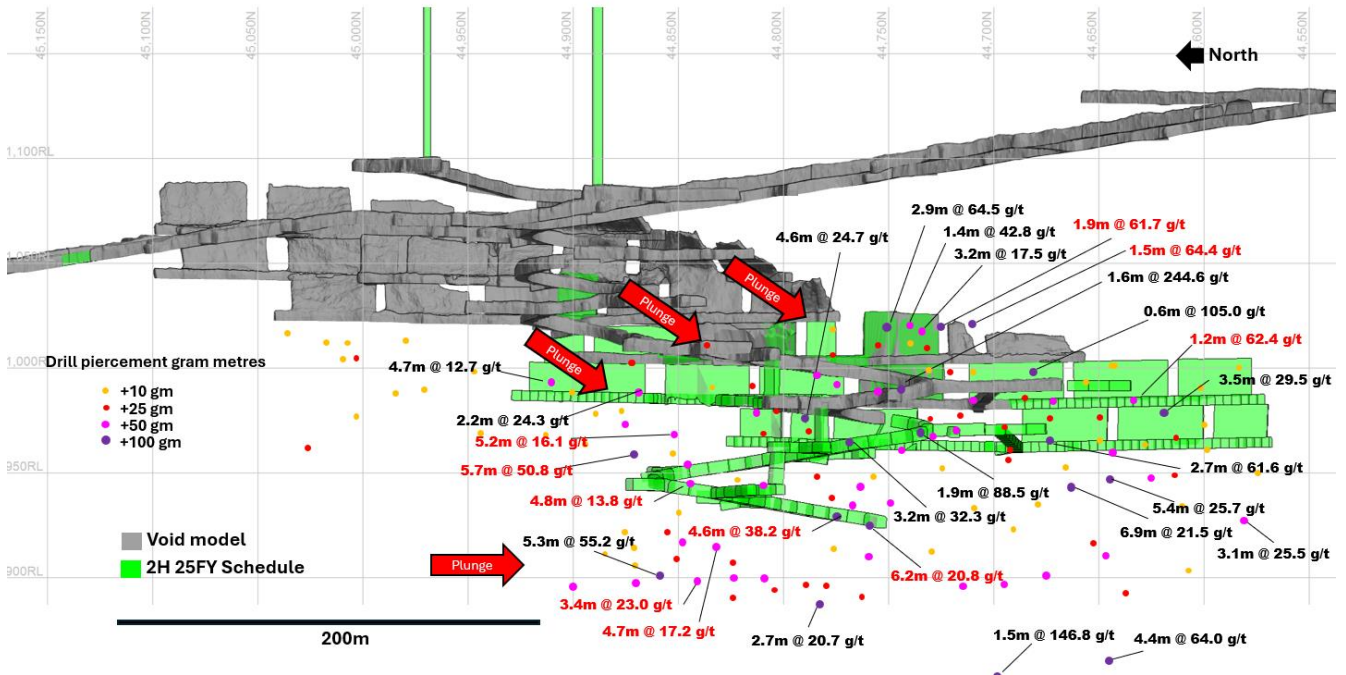 45,150N
45,100N
45,050N
45,000N
44,950N
44,900N
44,850N
44,800N
44,750N
44,700N
44,650N
44,600N
44,550N
North
1,100RL
2.9m @ 64.5 g/t
1.4m @ 42.8 g/t
1.9m @ 61.7 g/t
4.6m @ 24.7 g/t
3.2m @ 17.5 g/t
1.5m @ 64.4 g/t
1,050RL
Plunge
1.6m @ 244.6 g/t
Plunge
0.6m @ 105.0 g/t
Plunge
1.2m @ 62.4 g/t
1,000RL
Drill piercement gram metres
4.7m @ 12.7 g/t
3.5m @ 29.5 g/t
+10 gm
+25 gm
+50 gm
+100 gm
2.2m @ 24.3 g/t
5.2m @ 16.1 g/t
950RL
5.7m @ 50.8 g/t
2.7m @ 61.6 g/t
4.8m @ 13.8 g/t
1.9m @ 88.5 g/t
5.4m @ 25.7 g/t
3.2m @ 32.3 g/t
4.6m @ 38.2 g/t
6.9m @ 21.5 g/t
Void model
5.3m @ 55.2 g/t
3.1m @ 25.5 g/t
2H 25FY Schedule
Plunge
900RL
6.2m @ 20.8 g/t
3.4m @ 23.0 g/t
4.7m @ 17.2 g/t
200m
2.7m @ 20.7 g/t
1.5m @ 146.8 g/t
4.4m @ 64.0 g/t